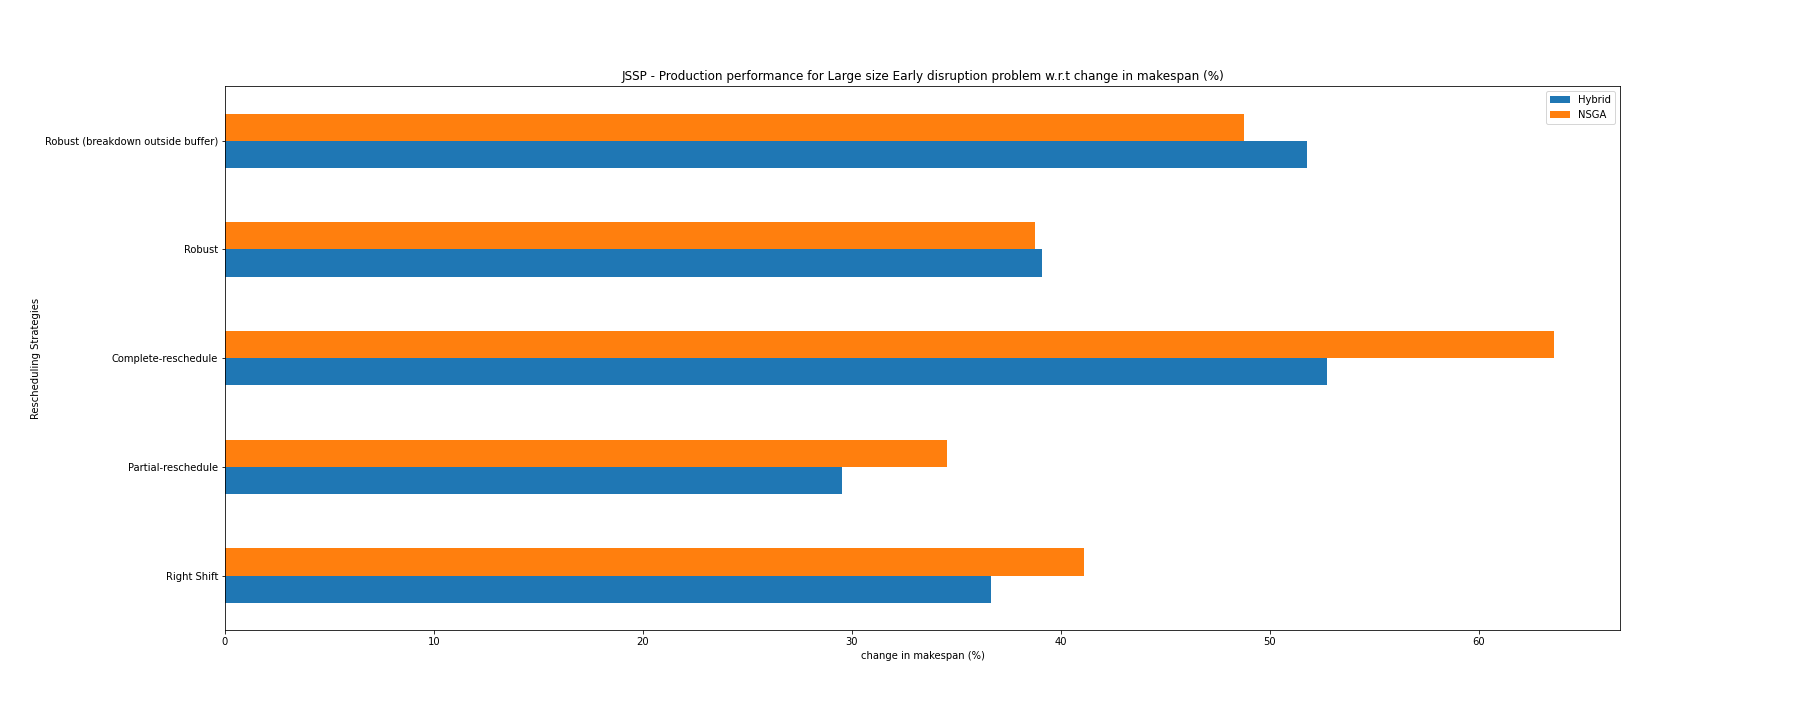 JSSP - Production performance for Large size Early disruption problem w.r.t change in makespan (%)
Hybrid
NSGA
Robust (breakdown outside buffer)
Robust
Complete-reschedule
Partial-reschedule
Right Shift
Rescheduling Strategies
0 10 20 30 40 50 60
change in makespan (%)